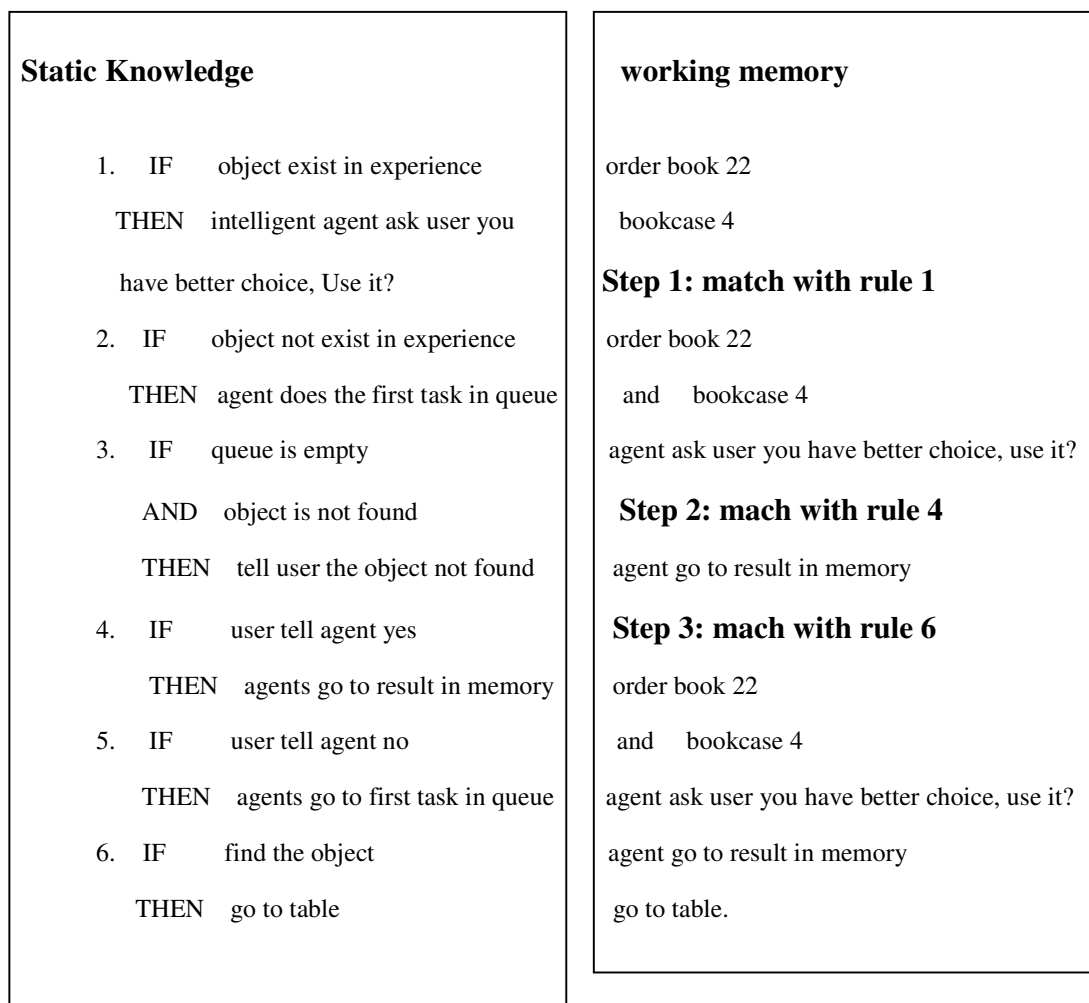 Static Knowledge
1. IF object exist in experience
THEN intelligent agent ask user you
have better choice, Use it?
2. IF object not exist in experience
THEN agent does the first task in queue
3. IF queue is empty
AND object is not found
THEN tell user the object not found
4. IF user tell agent yes
THEN agents go to result in memory
5. IF user tell agent no
THEN agents go to first task in queue
6. IF find the object
THEN go to table
working memory
order book 22
bookcase 4
Step 1: match with rule 1
order book 22
and bookcase 4
agent ask user you have better choice, use it?
Step 2: mach with rule 4
agent go to result in memory
Step 3: mach with rule 6
order book 22
and bookcase 4
agent ask user you have better choice, use it?
agent go to result in memory
go to table.